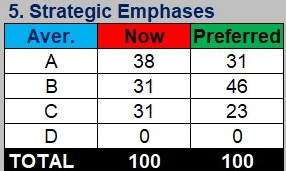 5. Strategic Emphases
Aver. Now Preferred
A 38 31
B 31 46
C 31 23
D 0 0
TOTAL 100 100